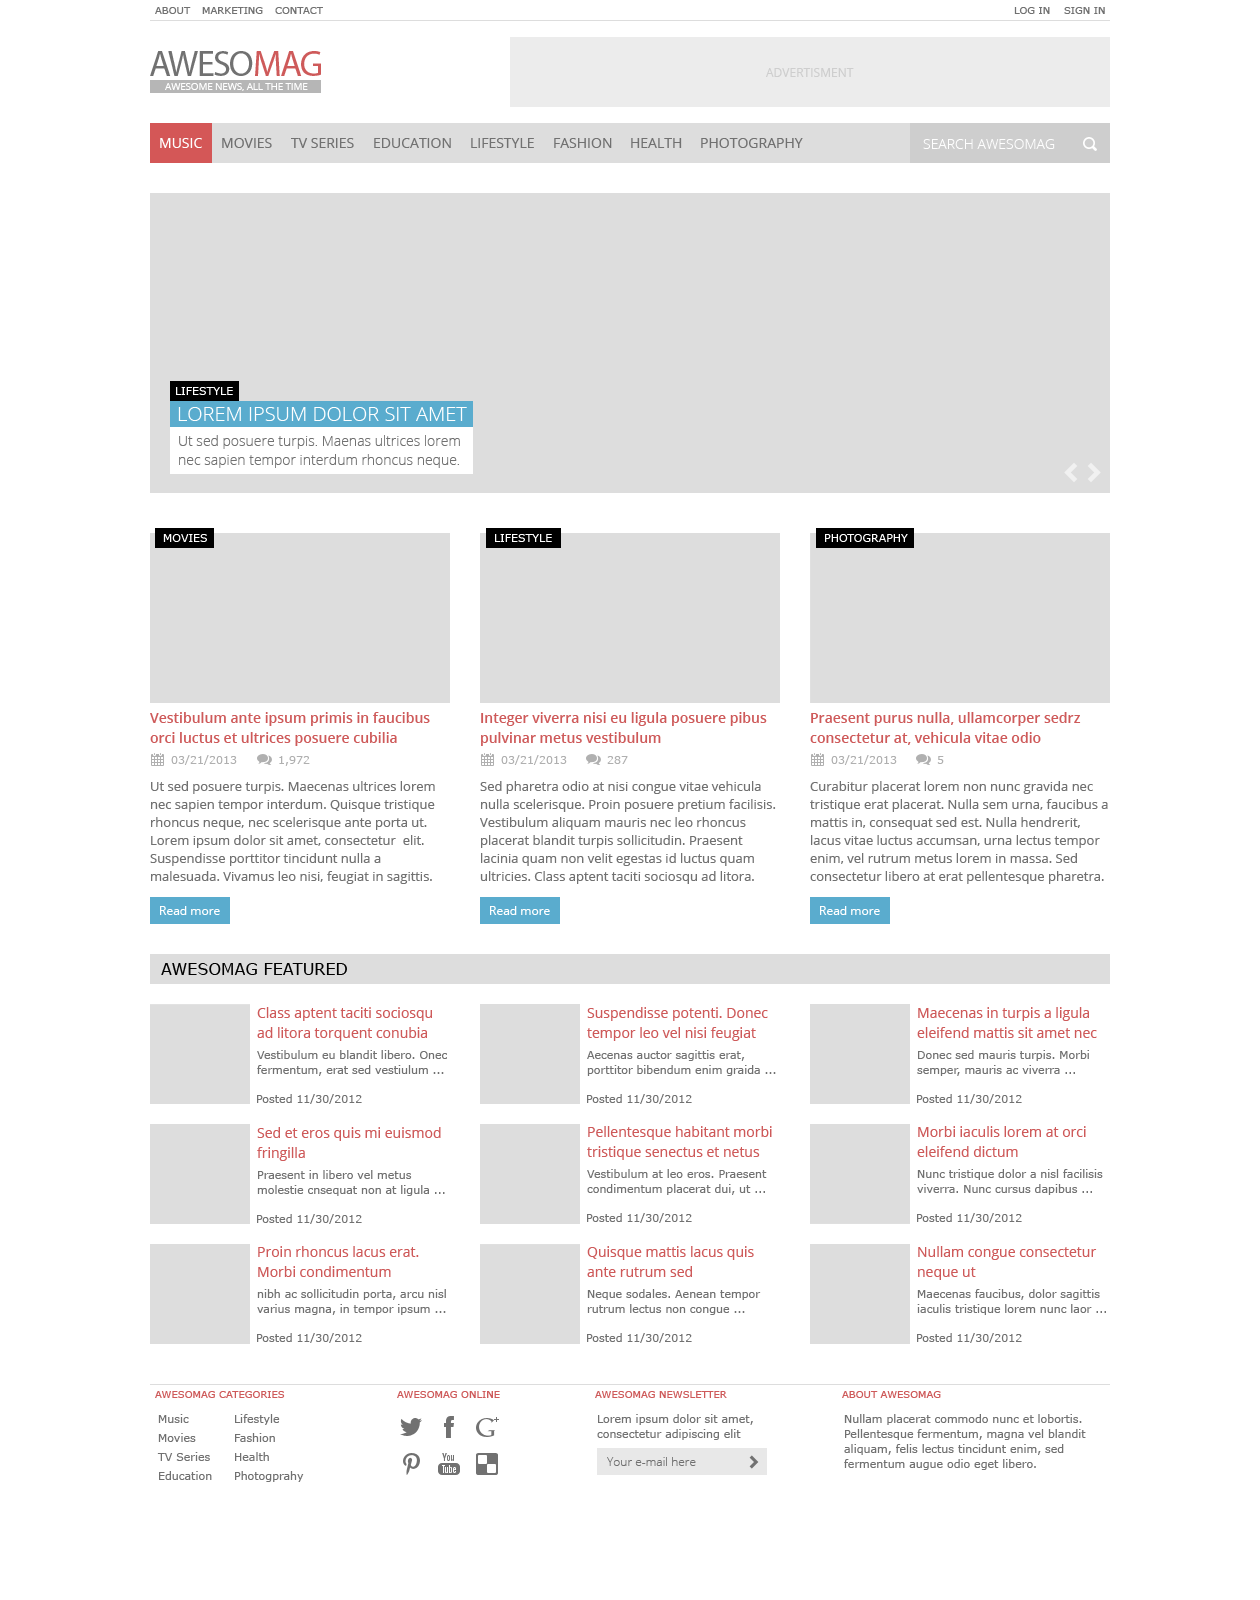 ABOUT MARKETING CONTACT LOG IN SIGN IN
AWESOMAG
AWESOME NEWS, ALL THE TIME
ADVERTISMENT
MUSIC MOVIES TV SERIES EDUCATION LIFESTYLE FASHION HEALTH PHOTOGRAPHY SEARCH AWESOMAG
LIFESTYLE
LOREM IPSUM DOLOR SIT AMET
Ut sed posuere turpis. Maenas ultrices lorem
nec sapien tempor interdum rhoncus neque.
MOVIES
Vestibulum ante ipsum primis in faucibus
orci luctus et ultrices posuere cubilia
03/21/2013 1,972
Ut sed posuere turpis. Maecenas ultrices lorem
nec sapien tempor interdum. Quisque tristique
rhoncus neque, nec scelerisque ante porta ut.
Lorem ipsum dolor sit amet, consectetur elit.
Suspendisse porttitor tincidunt nulla a
malesuada. Vivamus leo nisi, feugiat in sagittis.
Read more
LIFESTYLE
Integer viverra nisi eu ligula posuere pibus
pulvinar metus vestibulum
03/21/2013 287
Sed pharetra odio at nisi congue vitae vehicula
nulla scelerisque. Proin posuere pretium facilisis.
Vestibulum aliquam mauris nec leo rhoncus
placerat blandit turpis sollicitudin. Praesent
lacinia quam non velit egestas id luctus quam
ultricies. Class aptent taciti sociosqu ad litora.
Read more
PHOTOGRAPHY
Praesent purus nulla, ullamcorper sedrz
consectetur at, vehicula vitae odio
03/21/2013 5
Curabitur placerat lorem non nunc gravida nec
tristique erat placerat. Nulla sem urna, faucibus a
mattis in, consequat sed est. Nulla hendrerit,
lacus vitae luctus accumsan, urna lectus tempor
enim, vel rutrum metus lorem in massa. Sed
consectetur libero at erat pellentesque pharetra.
Read more
AWESOMAG FEATURED
Class aptent taciti sociosqu
ad litora torquent conubia
Vestibulum eu blandit libero. Onec
fermentum, erat sed vestiulum ...
Posted 11/30/2012
Suspendisse potenti. Donec
tempor leo vel nisi feugiat
Aecenas auctor sagittis erat,
porttitor bibendum enim graida ...
Posted 11/30/2012
Maecenas in turpis a ligula
eleifend mattis sit amet nec
Donec sed mauris turpis. Morbi
semper, mauris ac viverra ...
Posted 11/30/2012
Sed et eros quis mi euismod
fringilla
Praesent in libero vel metus
molestie cnsequat non at ligula ...
Posted 11/30/2012
Pellentesque habitant morbi
tristique senectus et netus
Vestibulum at leo eros. Praesent
condimentum placerat dui, ut ...
Posted 11/30/2012
Morbi iaculis lorem at orci
eleifend dictum
Nunc tristique dolor a nisl facilisis
viverra. Nunc cursus dapibus ...
Posted 11/30/2012
Proin rhoncus lacus erat.
Morbi condimentum
nibh ac sollicitudin porta, arcu nisl
varius magna, in tempor ipsum ...
Posted 11/30/2012
Quisque mattis lacus quis
ante rutrum sed
Neque sodales. Aenean tempor
rutrum lectus non congue ...
Posted 11/30/2012
Nullam congue consectetur
neque ut
Maecenas faucibus, dolor sagittis
iaculis tristique lorem nunc laor ...
Posted 11/30/2012
AWESOMAG CATEGORIES
Music Lifestyle
Movies Fashion
TV Series Health
Education Photogprahy
AWESOMAG ONLINE
You
Tube
AWESOMAG NEWSLETTER
Lorem ipsum dolor sit amet,
consectetur adipiscing elit
Your e-mail here
ABOUT AWESOMAG
Nullam placerat commodo nunc et lobortis.
Pellentesque fermentum, magna vel blandit
aliquam, felis lectus tincidunt enim, sed
fermentum augue odio eget libero.